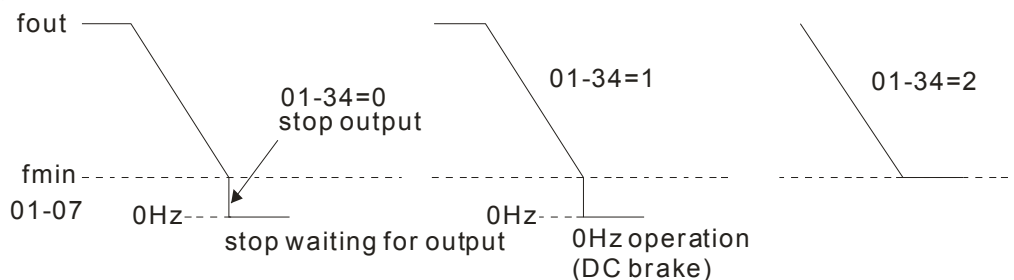 fout
01-34=0
stop output
fmin
01-07
0Hz
stop waiting for output
01-34=1
0Hz
0Hz operation
(DC brake)
01-34=2